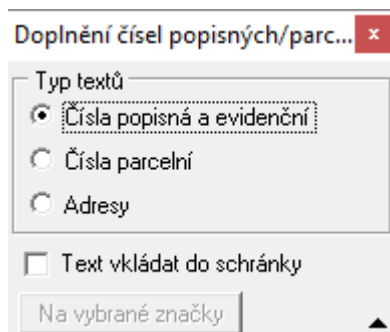 Doplnění čísel popisných/parc...
Typ textů
Čísla popisná a evidenční
Čísla parcelní
Adresy
Text vkládat do schránky
Na vybrané značky